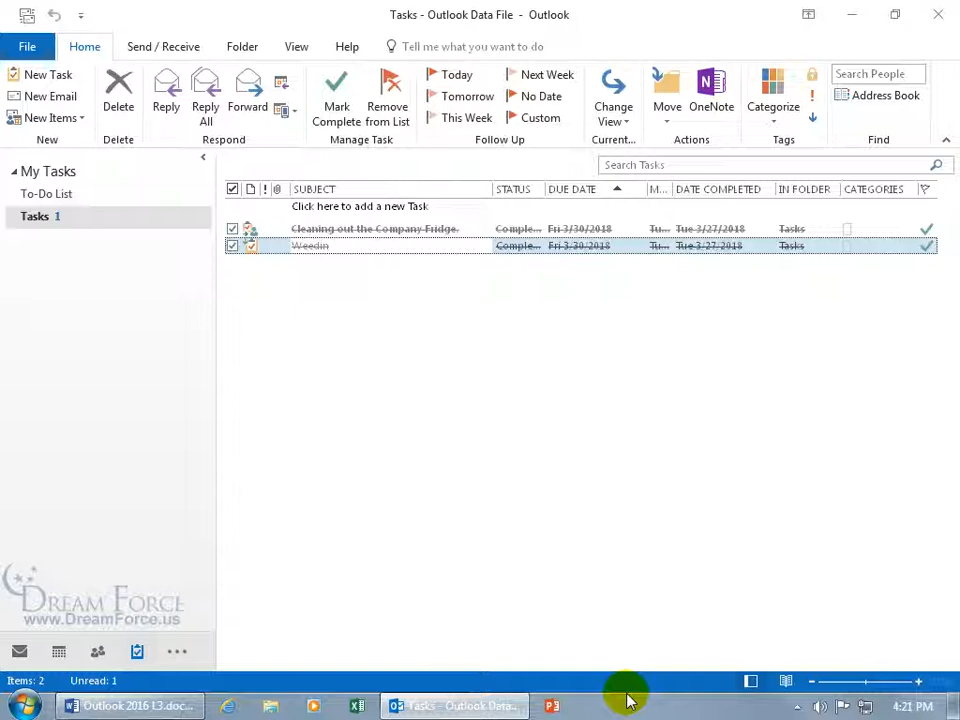 Tasks - Outlook Data File - Outlook
File Home Send / Receive Folder View Help Tell me what you want to do
New Task
New Email
New Items
New
Delete
Delete
Reply
Reply All
Forward
Respond
Mark Complete
Remove from List
Manage Task
Today
Tomorrow
This Week
Next Week
No Date
Custom
Follow Up
Change View
Current...
Move
OneNote
Actions
Categorize
Tags
Search People
Address Book
Find
My Tasks
To-Do List
Tasks 1
Search Tasks
! SUBJECT STATUS DUE DATE M... DATE COMPLETED IN FOLDER CATEGORIES
Click here to add a new Task
Cleaning out the Company Fridge. Comple... Fri 3/30/2018 Tu... Tue 3/27/2018 Tasks
Weedin Comple... Fri 3/30/2018 Tu... Tue 3/27/2018 Tasks
DREAM FORCE
www.DreamForce.us
Items: 2 Unread: 1
Outlook 2016 L3.doc... Tasks - Outlook Data... 4:21 PM